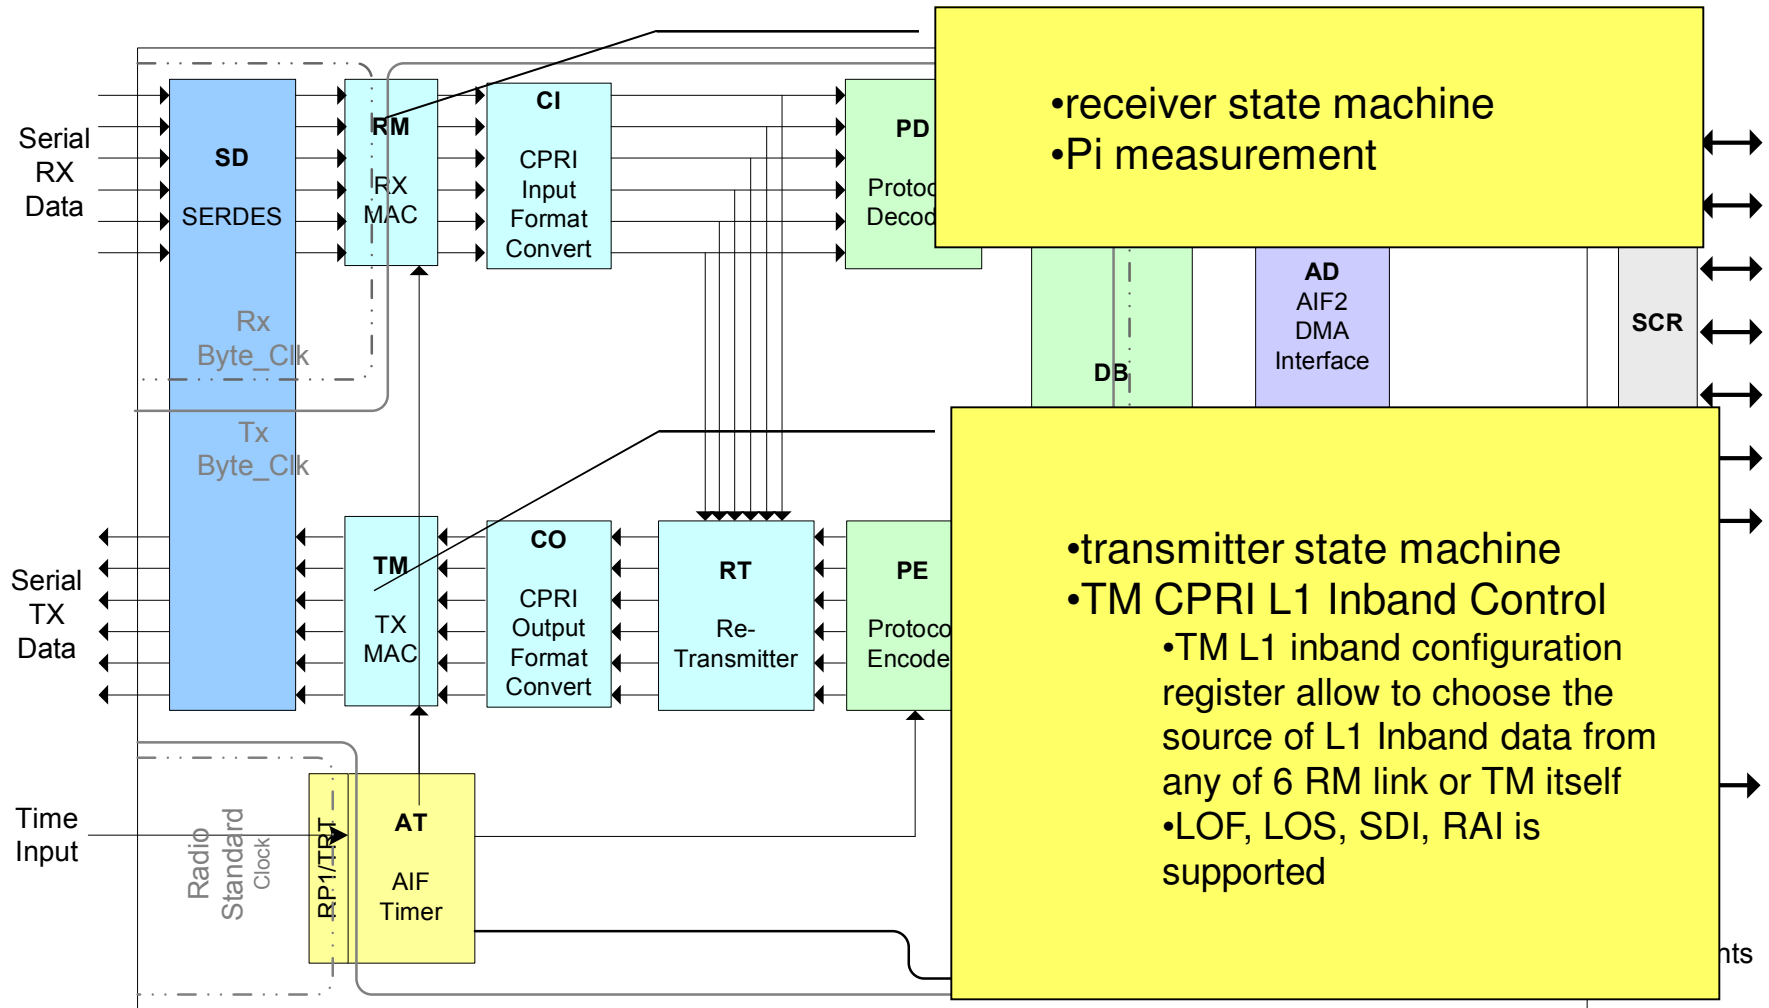 Serial
RX
Data
SD
SERDES
RM
RX
MAC
CI
CPRI
Input
Format
Convert
PD
•receiver state machine
•Pi measurement
Rx
Byte_Clk
Tx
Byte_Clk
DB
AD
AIF2
DMA
Interface
SCR
Serial
TX
Data
TM
TX
MAC
CO
CPRI
Output
Format
Convert
RT
Re-
Transmitter
PE
•transmitter state machine
•TM CPRI L1 Inband Control
•TM L1 inband configuration
register allow to choose the
source of L1 Inband data from
any of 6 RM link or TM itself
•LOF, LOS, SDI, RAI is
supported
Time
Input
Radio
Standard
Clock
RP1/TRT
AT
AIF
Timer